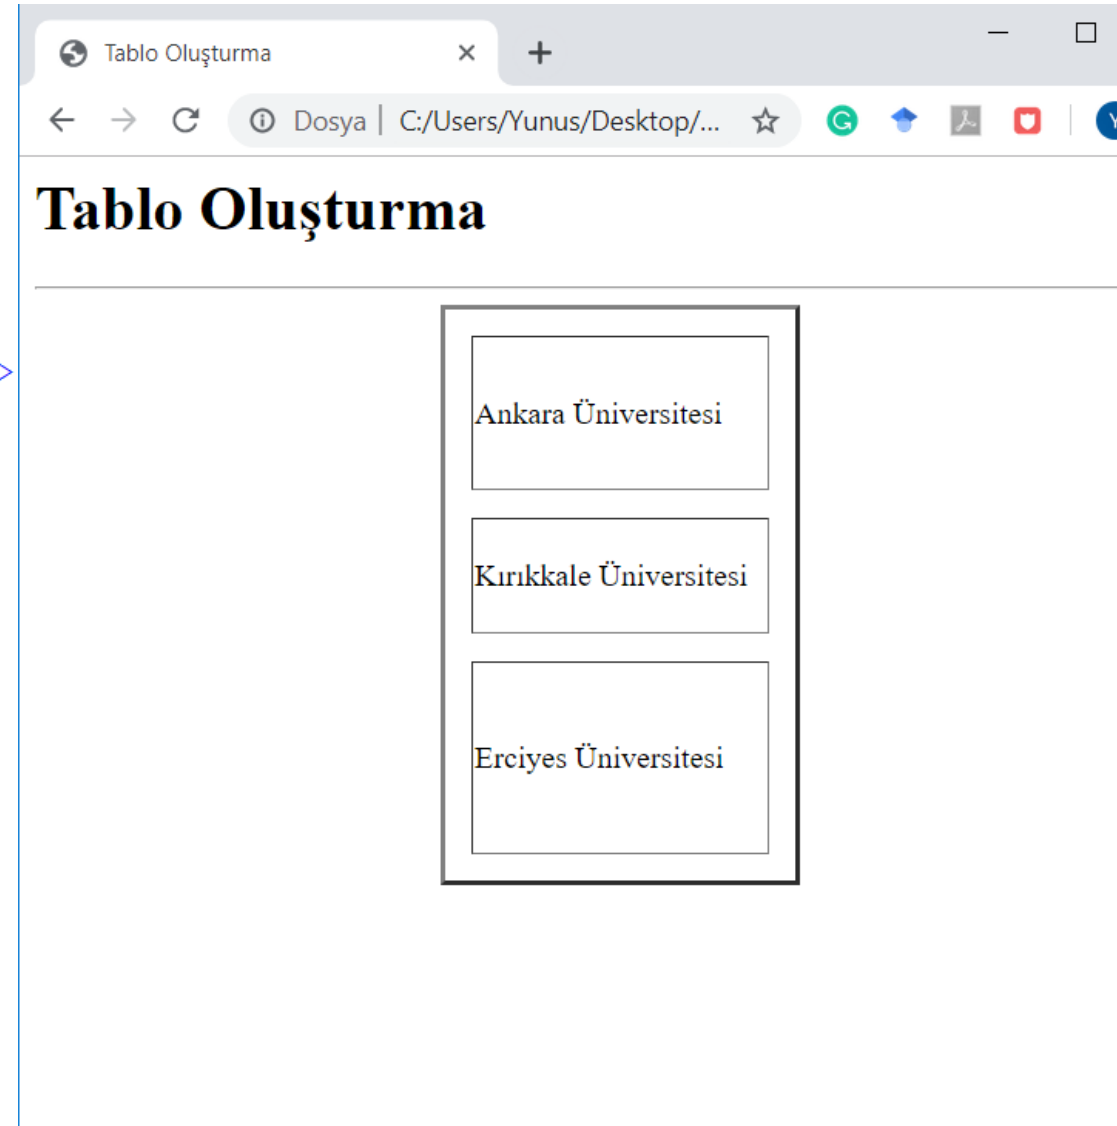 Tablo Oluşturma
Dosya | C:/Users/Yunus/Desktop/...
Tablo Oluşturma
Ankara Üniversitesi
Kırıkkale Üniversitesi
Erciyes Üniversitesi